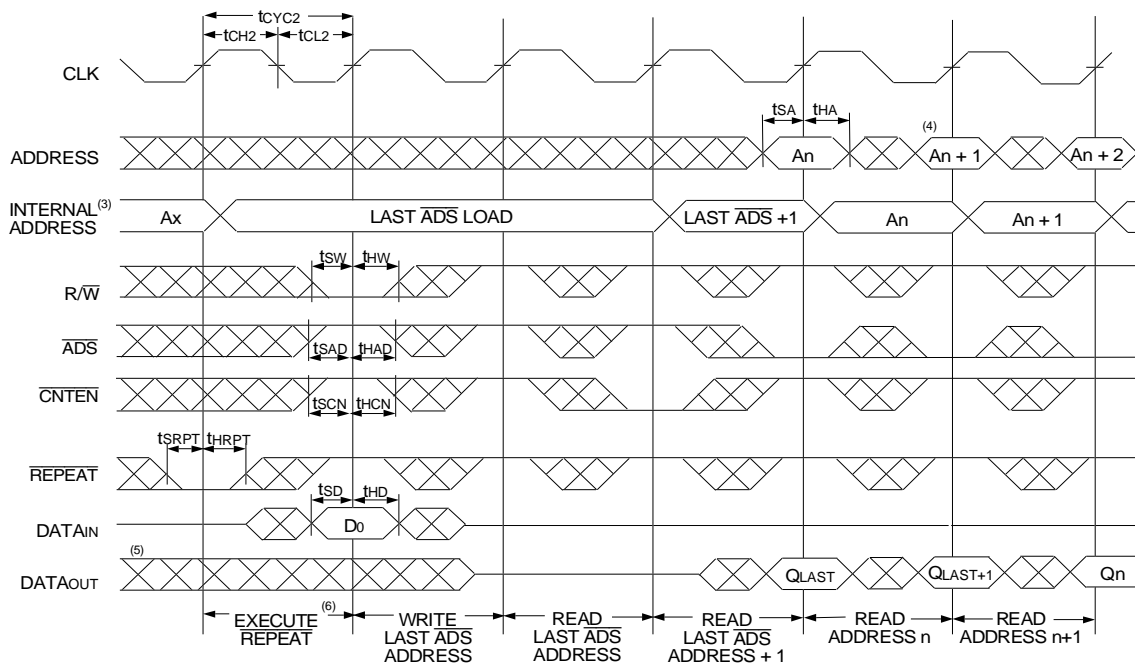 tCYC2
tCH2 tCL2
CLK
tSA tHA
ADDRESS An (4) An + 1 An + 2
INTERNAL (3)
ADDRESS
Ax LAST ADS LOAD LAST ADS +1 An An + 1
tSW tHW
R/W
ADS
tSAD tHAD
CNTEN
tSCN tHCN
tSRPT tHRPT
REPEAT
tSD tHD
DATAIN D0
(5)
DATAOUT QLAST QLAST+1 Qn
EXECUTE (6)
REPEAT
WRITE
LAST ADS
ADDRESS
READ
LAST ADS
ADDRESS
READ
LAST ADS
ADDRESS + 1
READ
ADDRESS n
READ
ADDRESS n+1